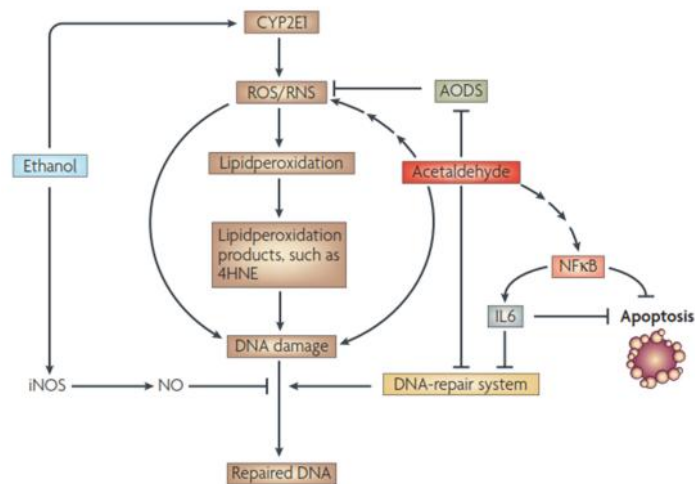 CYP2E1
ROS/RNS
AODS
Ethanol
Lipidperoxidation
Acetaldehyde
Lipidperoxidation
products, such as
4HNE
NFκB
IL6
Apoptosis
DNA damage
iNOS
NO
DNA-repair system
Repaired DNA